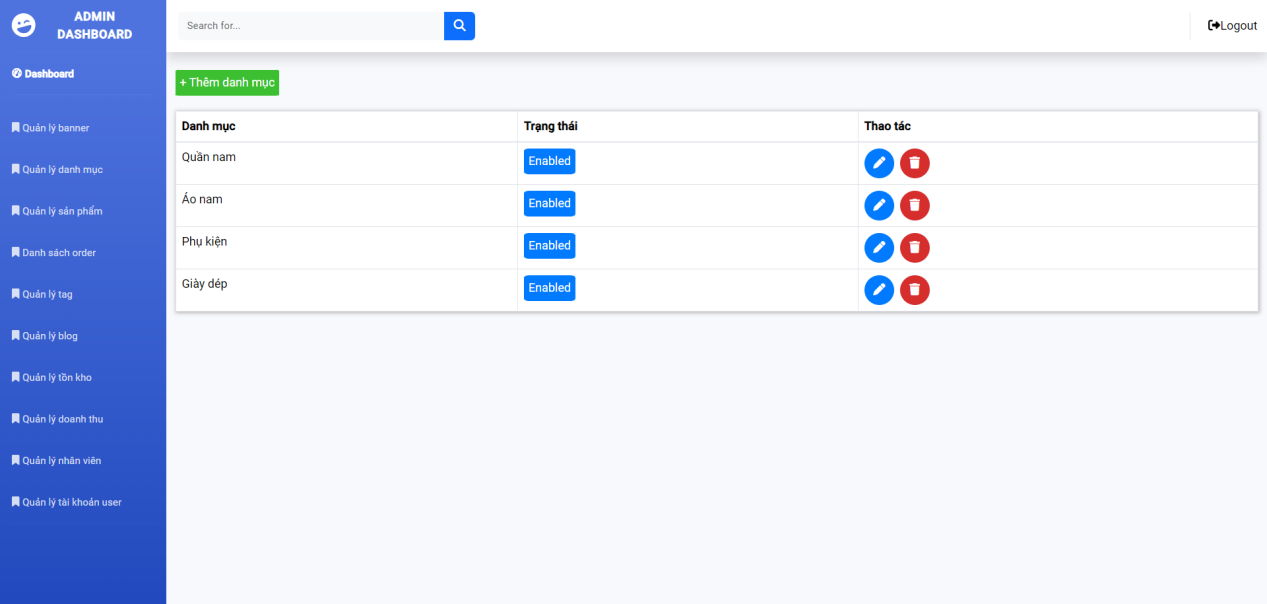 ADMIN
DASHBOARD
Search for...
Logout
Dashboard
+ Thêm danh mục
Danh mục Trạng thái Thao tác
Quần nam Enabled
Áo nam Enabled
Phụ kiện Enabled
Giày dép Enabled
Quản lý banner
Quản lý danh mục
Quản lý sản phẩm
Danh sách order
Quản lý tag
Quản lý blog
Quản lý tồn kho
Quản lý doanh thu
Quản lý nhân viên
Quản lý tài khoản user